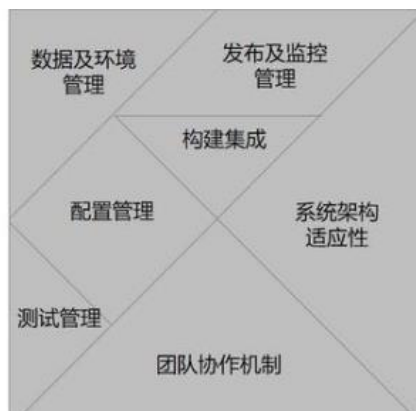 数据及环境
管理
发布及监控
管理
构建集成
配置管理
系统架构
适应性
测试管理
团队协作机制